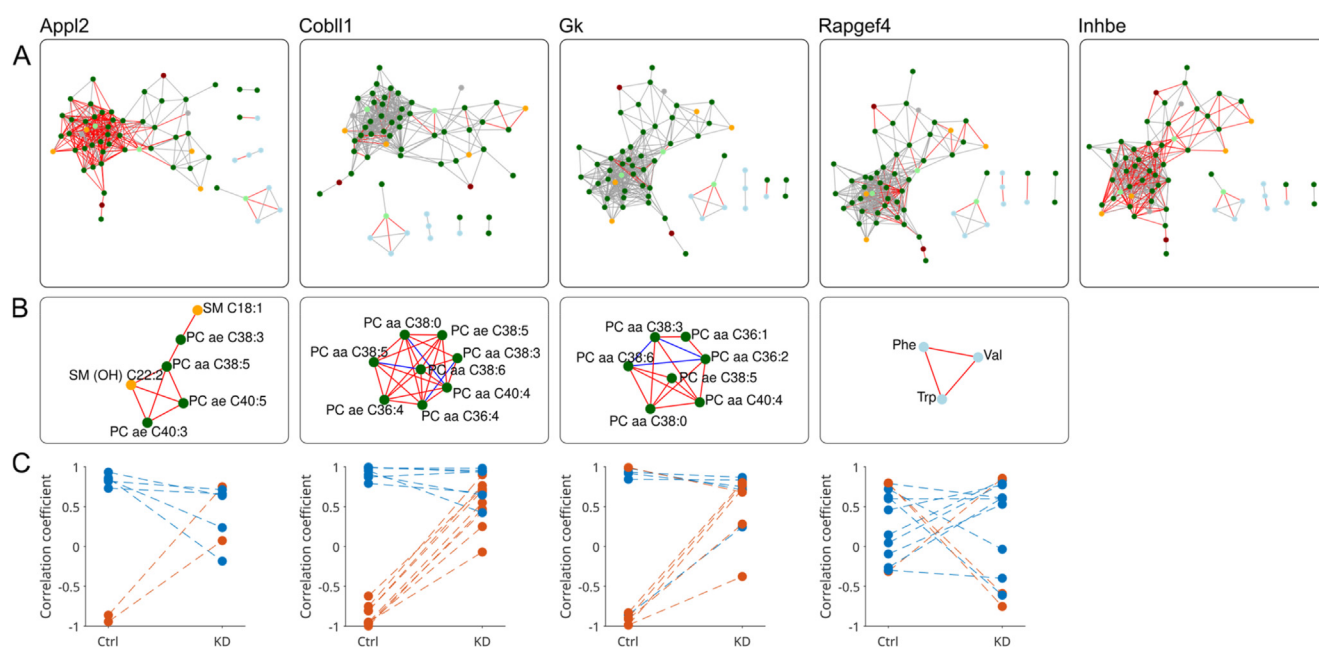 Appl2
Cobll1
Gk
Rapgef4
Inhbe
A
B
SM C18:1
PC ae C38:3
PC aa C38:5
SM (OH) C22:2
PC ae C40:5
PC ae C40:3
PC aa C38:0
PC ae C38:5
PC aa C38:5
PC aa C38:3
PC aa C38:6
PC aa C40:4
PC ae C36:4
PC aa C36:4
PC aa C38:3
PC aa C36:1
PC aa C38:6
PC aa C36:2
PC ae C38:5
PC aa C40:4
PC aa C38:0
Phe
Val
Trp
C
Correlation coefficient
1
0.5
0
-0.5
-1
Ctrl
KD
Correlation coefficient
1
0.5
0
-0.5
-1
Ctrl
KD
Correlation coefficient
1
0.5
0
-0.5
-1
Ctrl
KD
Correlation coefficient
1
0.5
0
-0.5
-1
Ctrl
KD